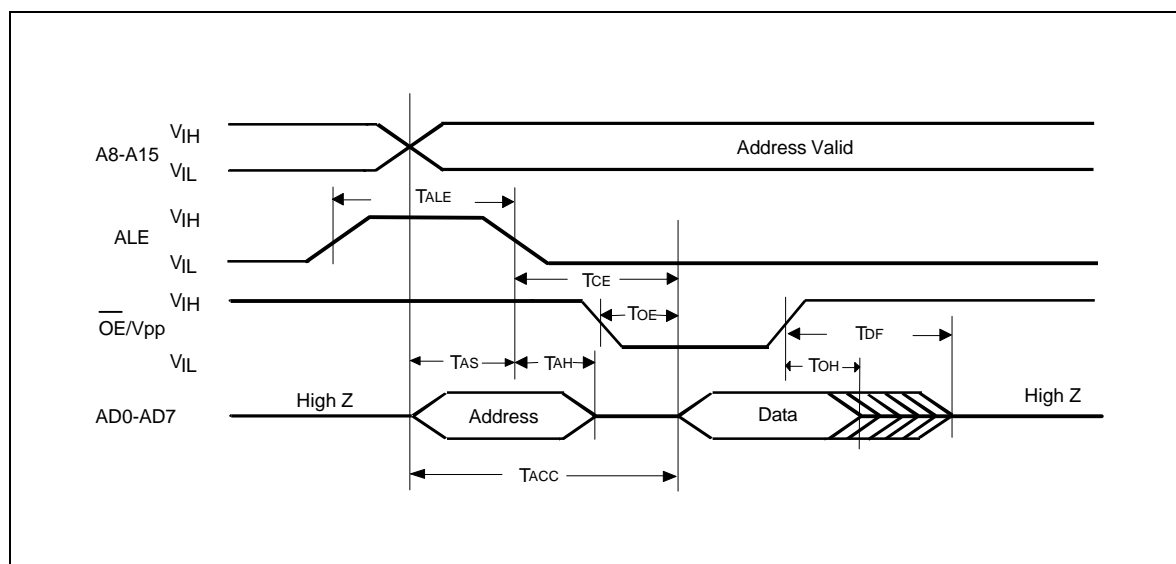 VIH
A8-A15
Address Valid
VIL
TALE
VIH
ALE
VIL
TCE
VIH
TOE
OE/Vpp
TDF
VIL
TAS
TAH
TOH
High Z
High Z
AD0-AD7
Address
Data
TACC